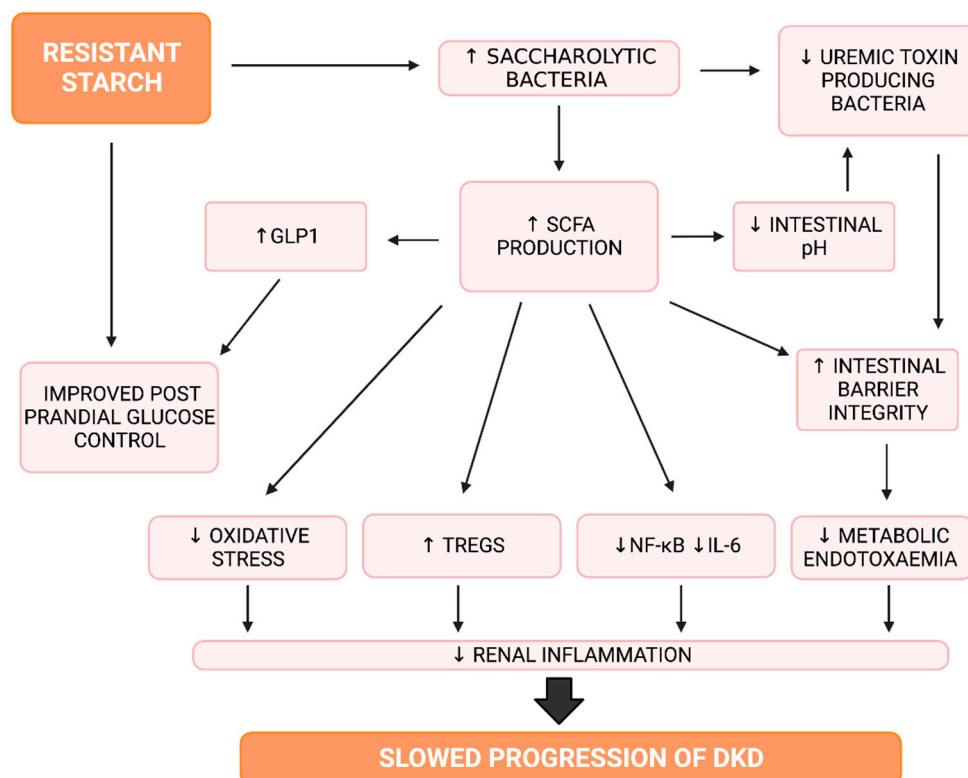 RESISTANT
STARCH
↑ SACCHAROLYTIC
BACTERIA
↓ UREMIC TOXIN
PRODUCING
BACTERIA
↑GLP1
↑ SCFA
PRODUCTION
↓ INTESTINAL
pH
IMPROVED POST
PRANDIAL GLUCOSE
CONTROL
↑ INTESTINAL
BARRIER
INTEGRITY
↓ OXIDATIVE
STRESS
↑ TREGS
↓NF-κB ↓IL-6
↓ METABOLIC
ENDOTOXAEMIA
↓ RENAL INFLAMMATION
SLOWED PROGRESSION OF DKD